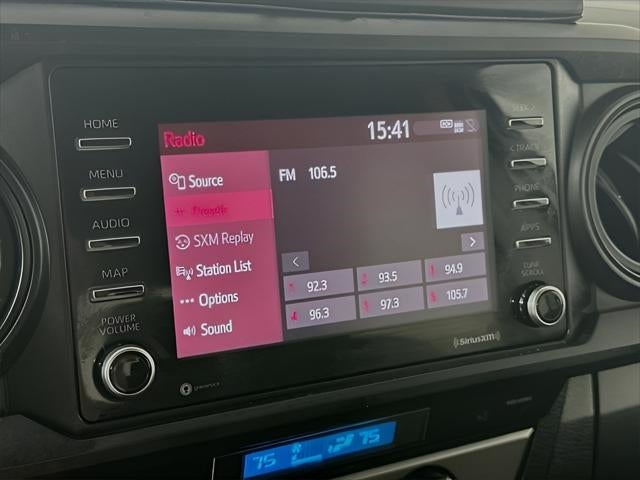 HOME
MENU
AUDIO
MAP
POWER
VOLUME
Radio
15:41
Source
Presets
SXM Replay
Station List
Options
Sound
FM 106.5
92.3 93.5 94.9
96.3 97.3 105.7
SEEK >
< TRACK
PHONE
APPS
TUNE
SCROLL
SiriusXM
75 75